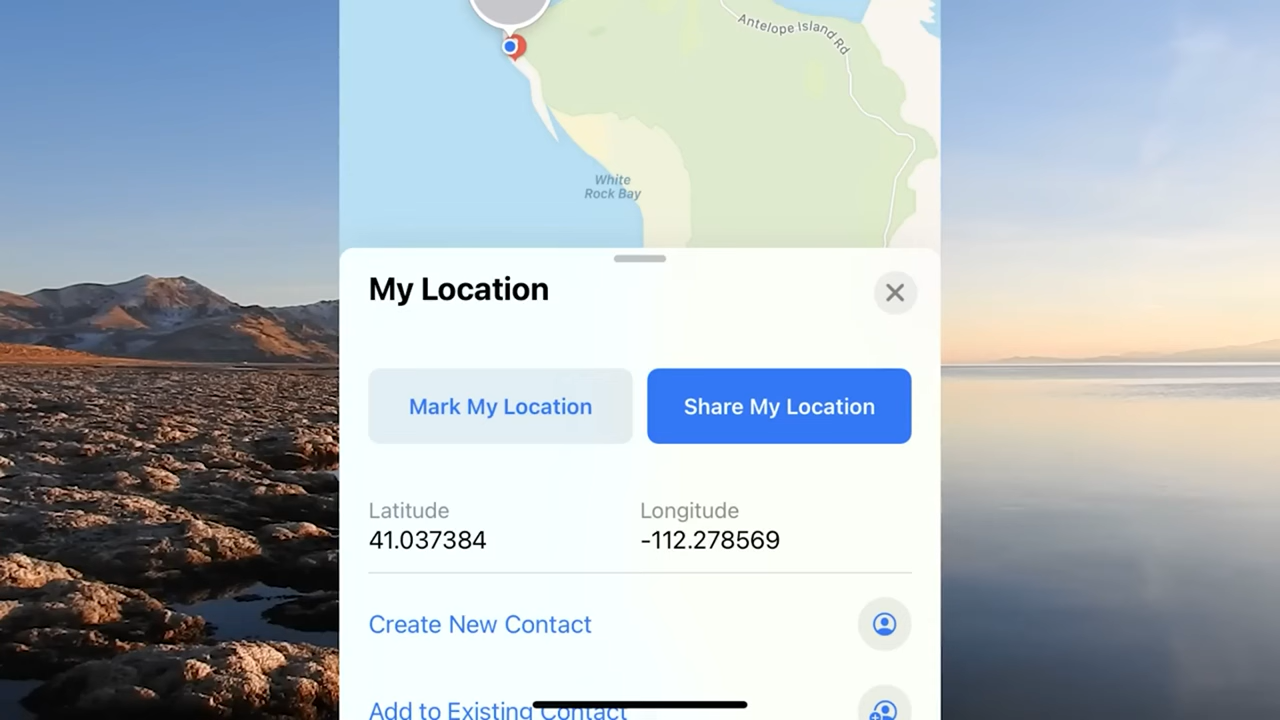 Antelope Island Rd
White
Rock Bay
My Location
Mark My Location
Share My Location
Latitude
Longitude
41.037384
-112.278569
Create New Contact
Add to Existing Contact